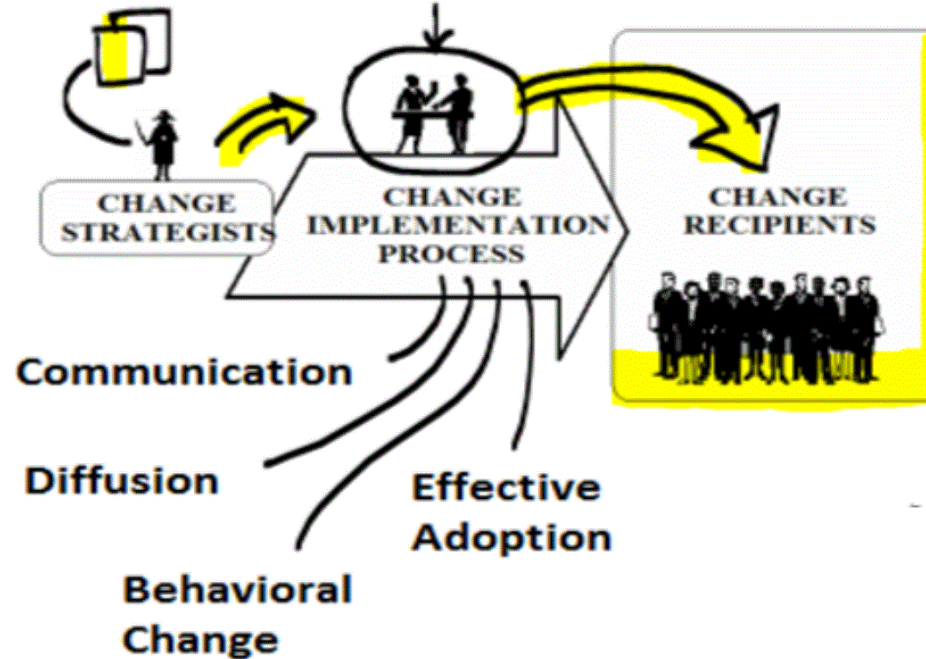 CHANGE
STRATEGISTS
CHANGE
IMPLEMENTATION
PROCESS
CHANGE
RECIPIENTS
Communication
Diffusion
Behavioral
Change
Effective
Adoption